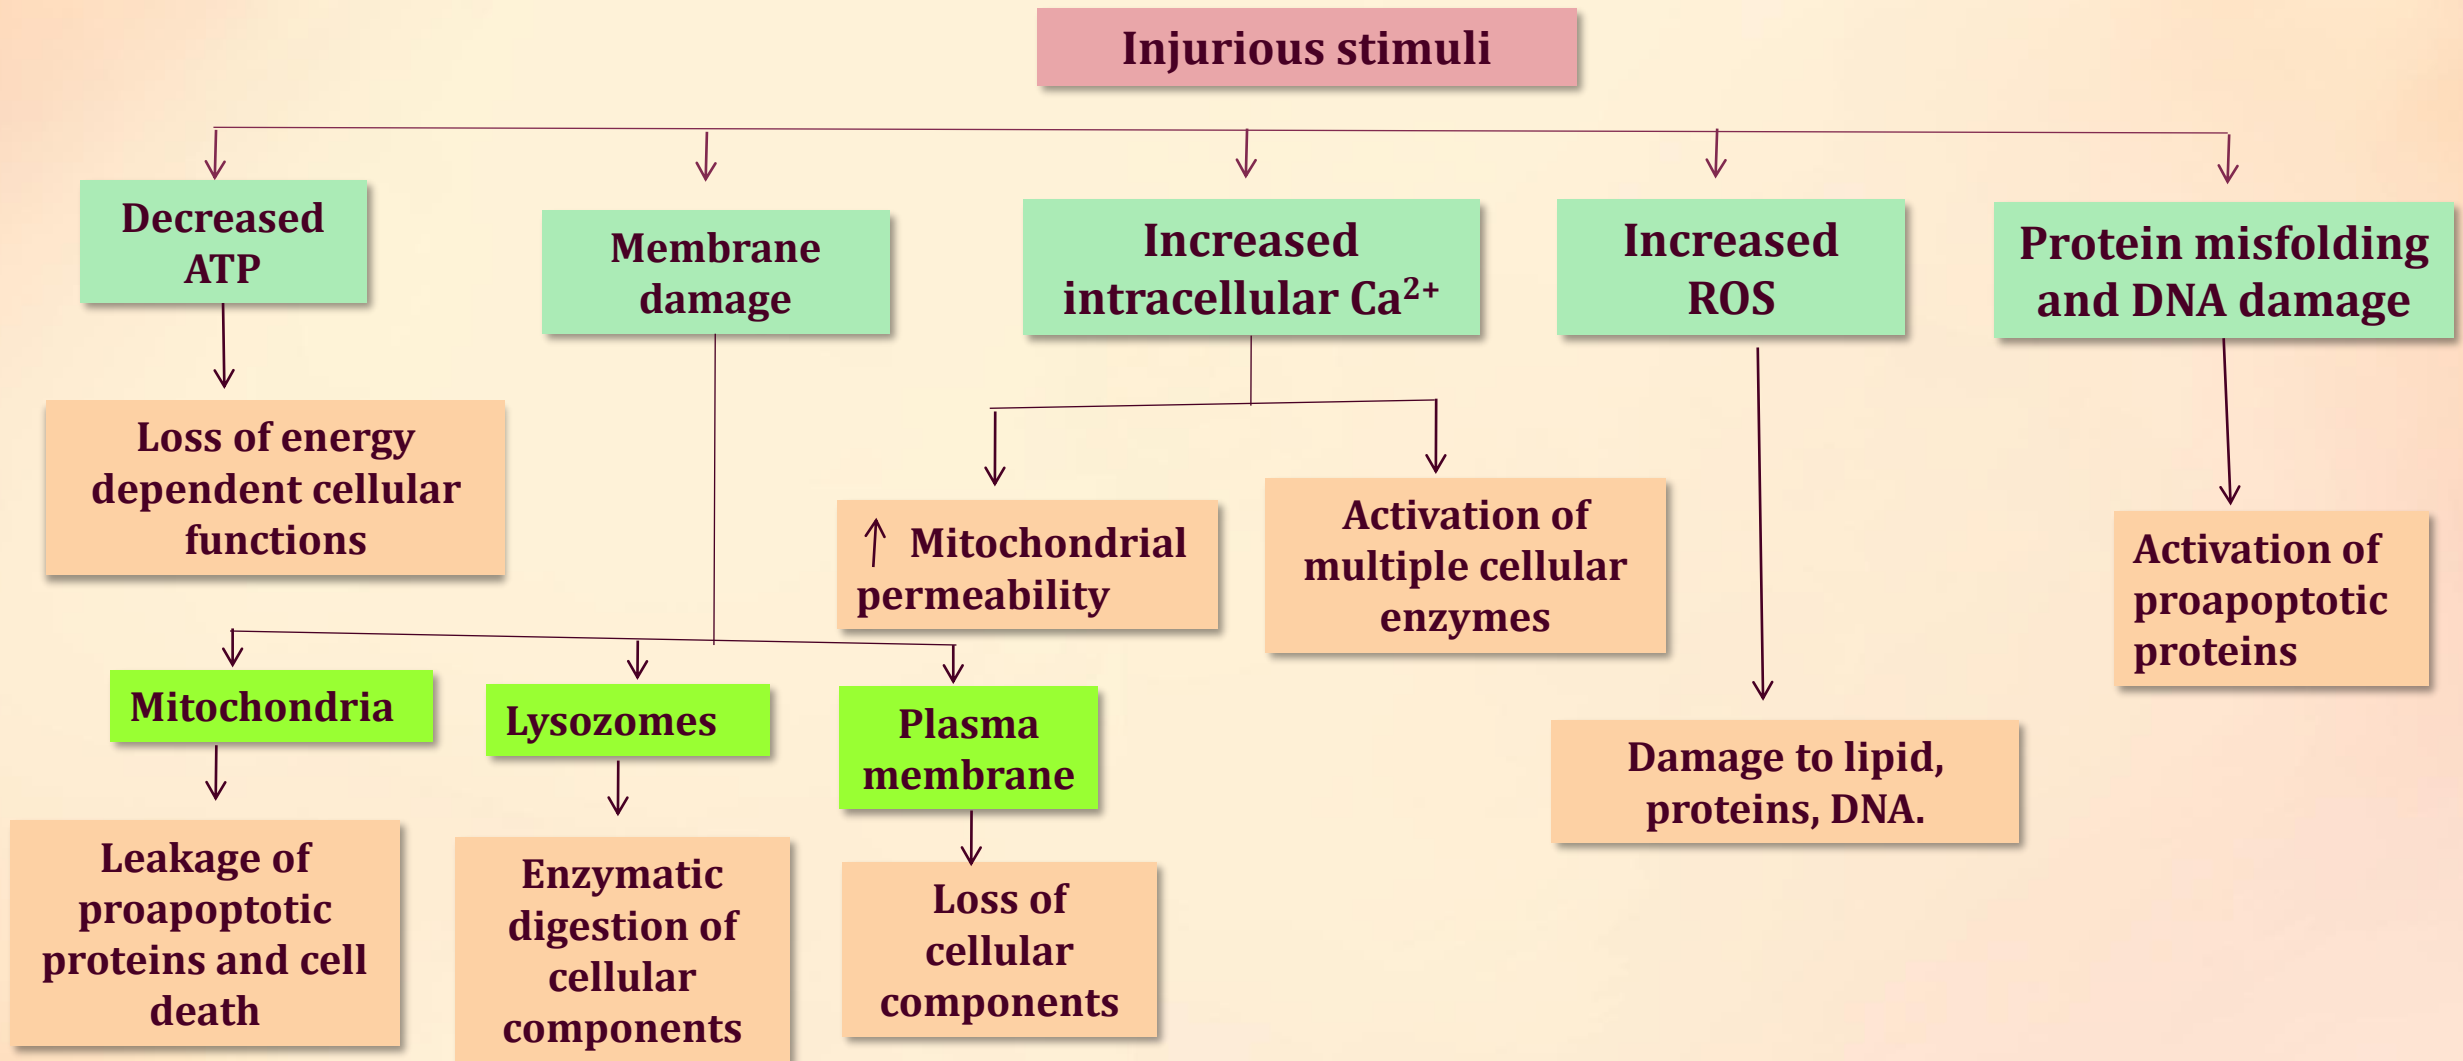 Injurious stimuli
Decreased
ATP
Membrane
damage
Increased
intracellular Ca²⁺
Increased
ROS
Protein misfolding
and DNA damage
Loss of energy
dependent cellular
functions
↑ Mitochondrial
permeability
Activation of
multiple cellular
enzymes
Activation of
proapoptotic
proteins
Mitochondria
Lysozomes
Plasma
membrane
Damage to lipid,
proteins, DNA.
Leakage of
proapoptotic
proteins and cell
death
Enzymatic
digestion of
cellular
components
Loss of
cellular
components